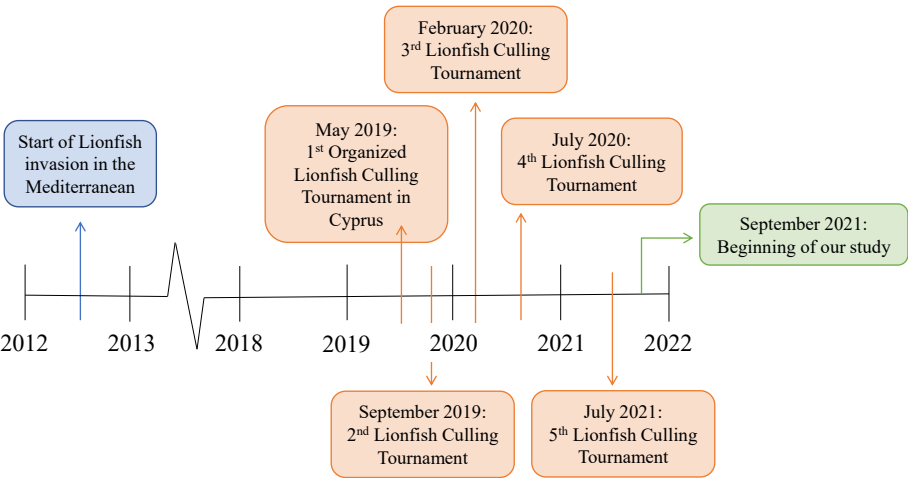 February 2020:
3rd Lionfish Culling
Tournament
May 2019:
1st Organized
Lionfish Culling
Tournament in
Cyprus
Start of Lionfish
invasion in the
Mediterranean
July 2020:
4th Lionfish Culling
Tournament
September 2021:
Beginning of our study
2012
2013
2018
2019
2020
2021
2022
September 2019:
2nd Lionfish Culling
Tournament
July 2021:
5th Lionfish Culling
Tournament